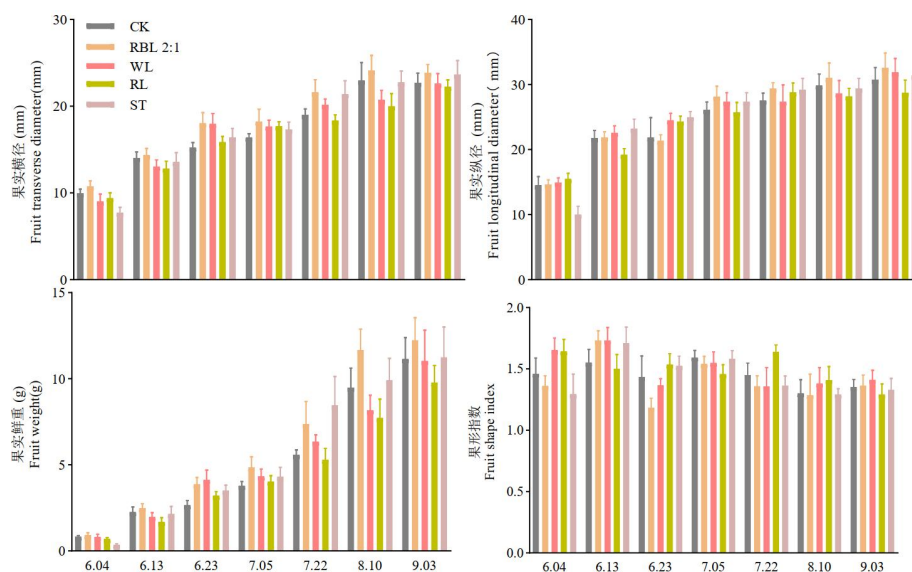 30
20
10
0
果实横径 (mm)
Fruit transverse diameter(mm)
CK
RBL 2:1
WL
RL
ST
40
30
20
10
0
果实纵径 (mm)
Fruit longitudinal diameter( mm)
15
10
5
0
果实鲜重 (g)
Fruit weight(g)
6.04 6.13 6.23 7.05 7.22 8.10 9.03
2.0
1.5
1.0
0.5
0.0
果形指数
Fruit shape index
6.04 6.13 6.23 7.05 7.22 8.10 9.03